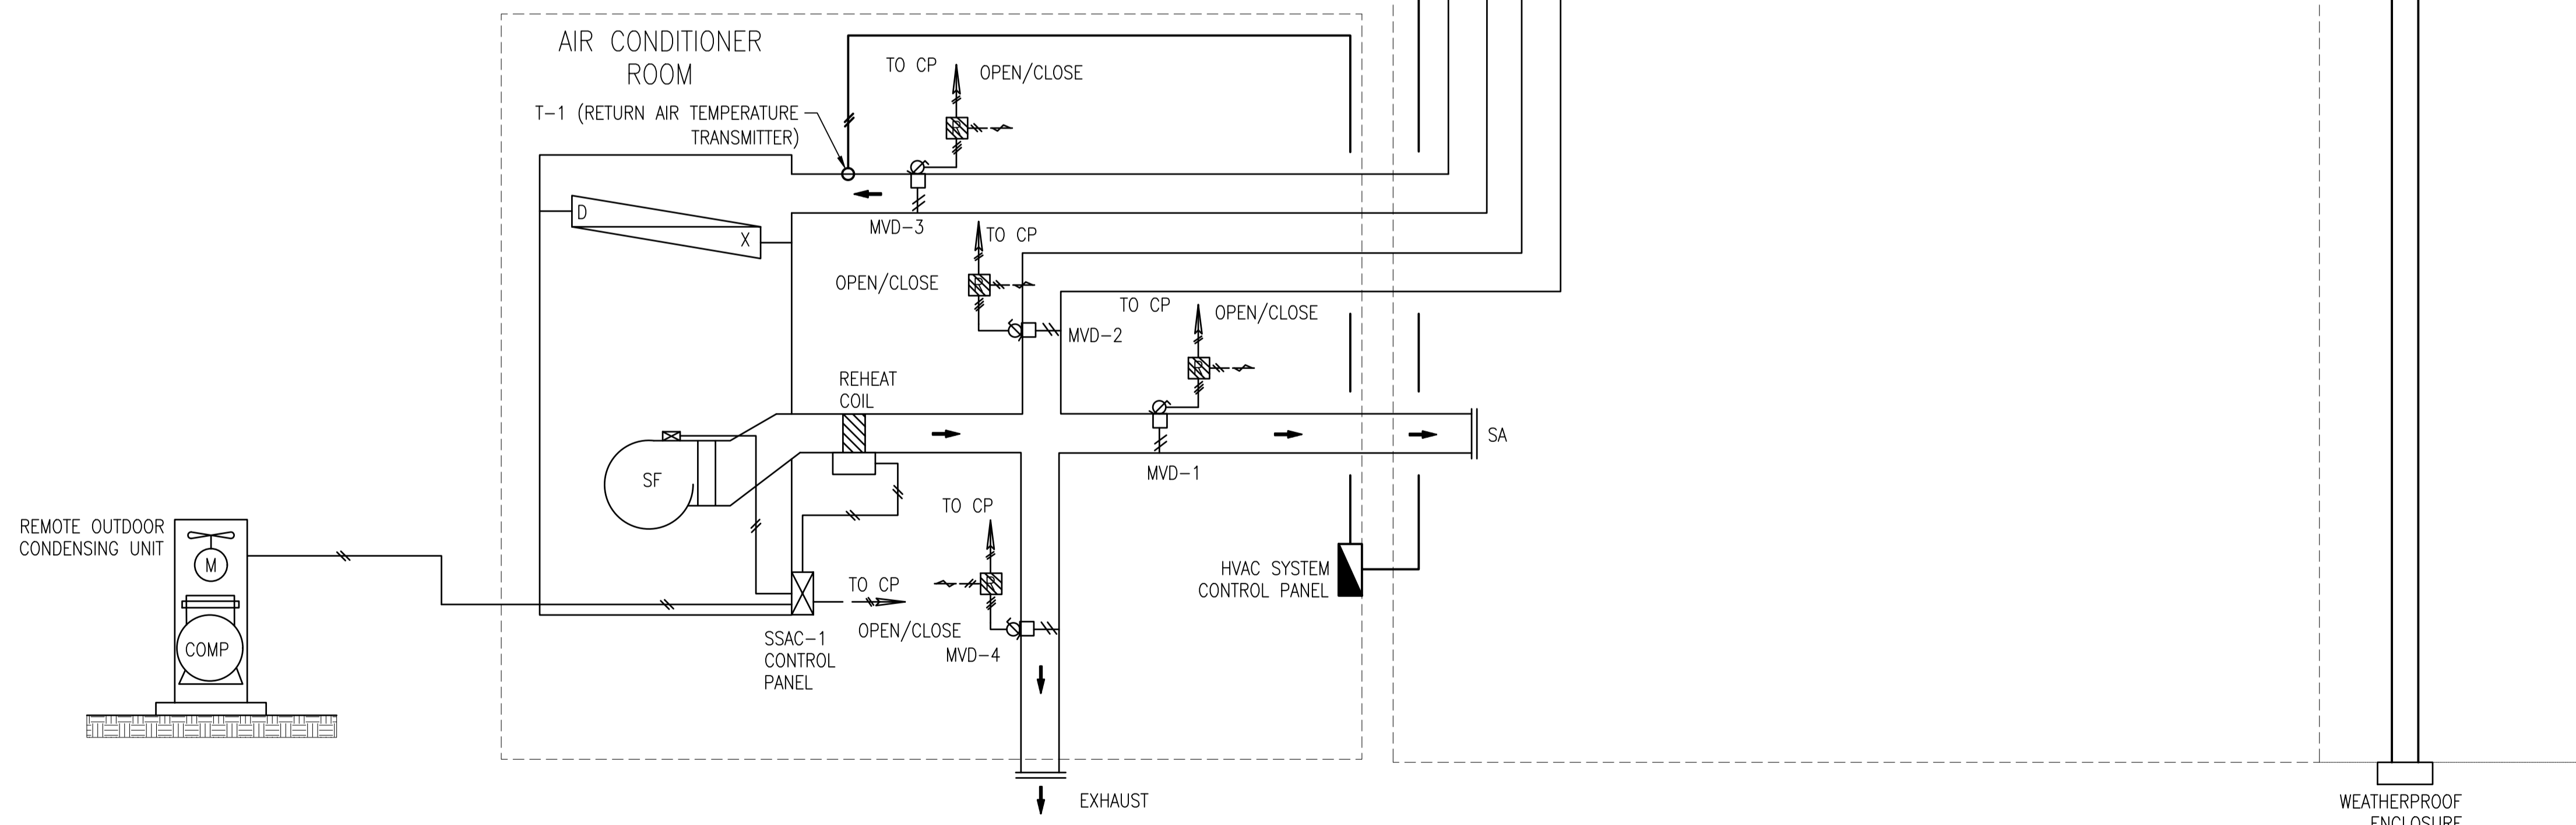 AIR CONDITIONER
ROOM
TO CP
OPEN/CLOSE
T-1 (RETURN AIR TEMPERATURE
TRANSMITTER)
R
D
X
MVD-3
TO CP
OPEN/CLOSE
R
MVD-2
TO CP
OPEN/CLOSE
R
REHEAT
COIL
SA
MVD-1
SF
TO CP
REMOTE OUTDOOR
CONDENSING UNIT
M
COMP
TO CP
R
OPEN/CLOSE
MVD-4
SSAC-1
CONTROL
PANEL
HVAC SYSTEM
CONTROL PANEL
EXHAUST
WEATHERPROOF
ENCLOSURE